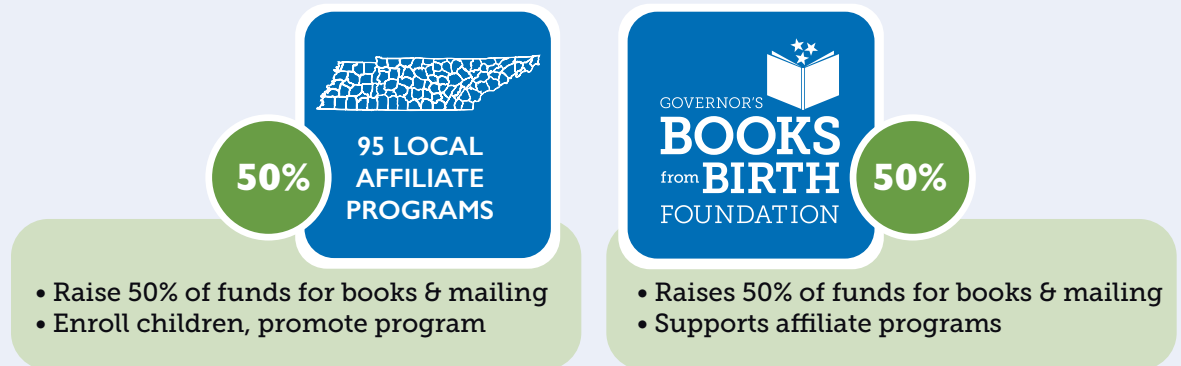 50%
95 LOCAL
AFFILIATE
PROGRAMS
• Raise 50% of funds for books & mailing
• Enroll children, promote program
GOVERNOR'S
BOOKS
from BIRTH
FOUNDATION
50%
• Raises 50% of funds for books & mailing
• Supports affiliate programs